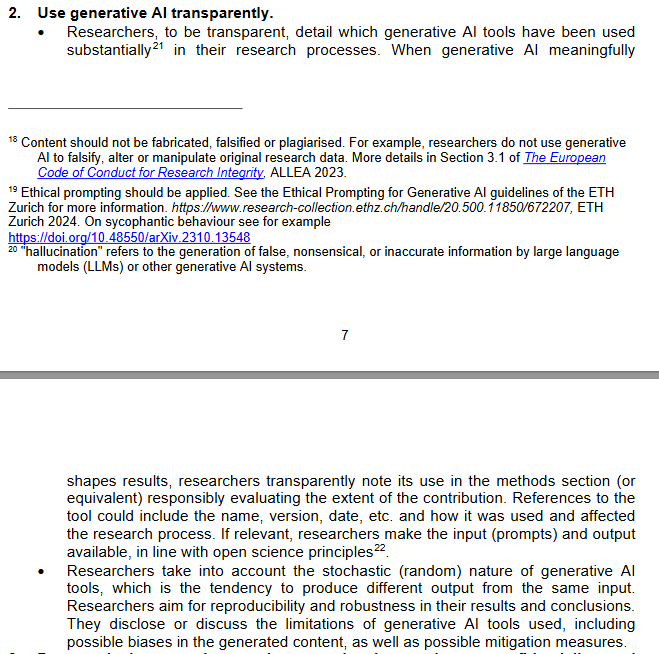 2. Use generative AI transparently.
• Researchers, to be transparent, detail which generative AI tools have been used
substantially21 in their research processes. When generative AI meaningfully
18 Content should not be fabricated, falsified or plagiarised. For example, researchers do not use generative
AI to falsify, alter or manipulate original research data. More details in Section 3.1 of The European
Code of Conduct for Research Integrity, ALLEA 2023.
19 Ethical prompting should be applied. See the Ethical Prompting for Generative AI guidelines of the ETH
Zurich for more information. https://www.research-collection.ethz.ch/handle/20.500.11850/672207, ETH
Zurich 2024. On sycophantic behaviour see for example
https://doi.org/10.48550/arXiv.2310.13548
20 "hallucination" refers to the generation of false, nonsensical, or inaccurate information by large language
models (LLMs) or other generative AI systems.
7
shapes results, researchers transparently note its use in the methods section (or
equivalent) responsibly evaluating the extent of the contribution. References to the
tool could include the name, version, date, etc. and how it was used and affected
the research process. If relevant, researchers make the input (prompts) and output
available, in line with open science principles22.
• Researchers take into account the stochastic (random) nature of generative AI
tools, which is the tendency to produce different output from the same input.
Researchers aim for reproducibility and robustness in their results and conclusions.
They disclose or discuss the limitations of generative AI tools used, including
possible biases in the generated content, as well as possible mitigation measures.